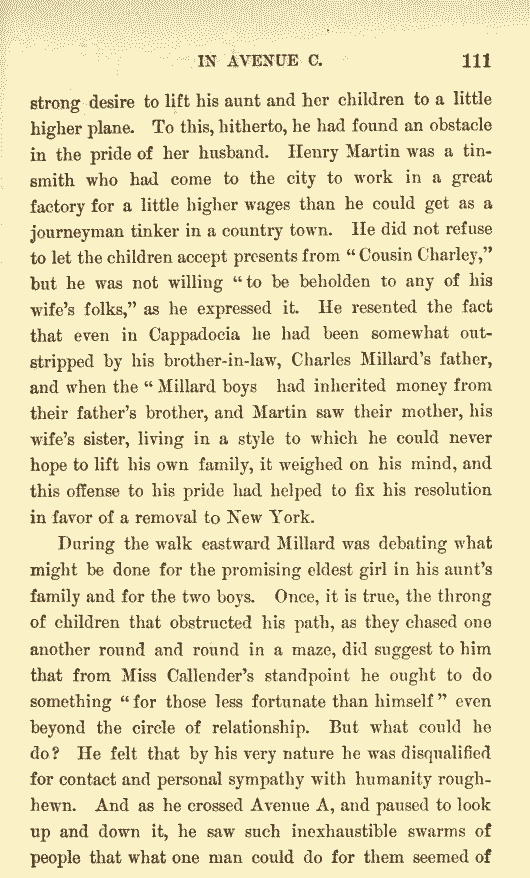 IN AVENUE C. 111
strong desire to lift his aunt and her children to a little
higher plane. To this, hitherto, he had found an obstacle
in the pride of her husband. Henry Martin was a tin-
smith who had come to the city to work in a great
factory for a little higher wages than he could get as a
journeyman tinker in a country town. He did not refuse
to let the children accept presents from “Cousin Charley,”
but he was not willing “to be beholden to any of his
wife’s folks,” as he expressed it. He resented the fact
that even in Cappadocia he had been somewhat out-
stripped by his brother-in-law, Charles Millard’s father,
and when the “Millard boys had inherited money from
their father’s brother, and Martin saw their mother, his
wife’s sister, living in a style to which he could never
hope to lift his own family, it weighed on his mind, and
this offense to his pride had helped to fix his resolution
in favor of a removal to New York.
During the walk eastward Millard was debating what
might be done for the promising eldest girl in his aunt’s
family and for the two boys. Once, it is true, the throng
of children that obstructed his path, as they chased one
another round and round in a maze, did suggest to him
that from Miss Callender’s standpoint he ought to do
something “for those less fortunate than himself” even
beyond the circle of relationship. But what could he
do? He felt that by his very nature he was disqualified
for contact and personal sympathy with humanity rough-
hewn. And as he crossed Avenue A, and paused to look
up and down it, he saw such inexhaustible swarms of
people that what one man could do for them seemed of